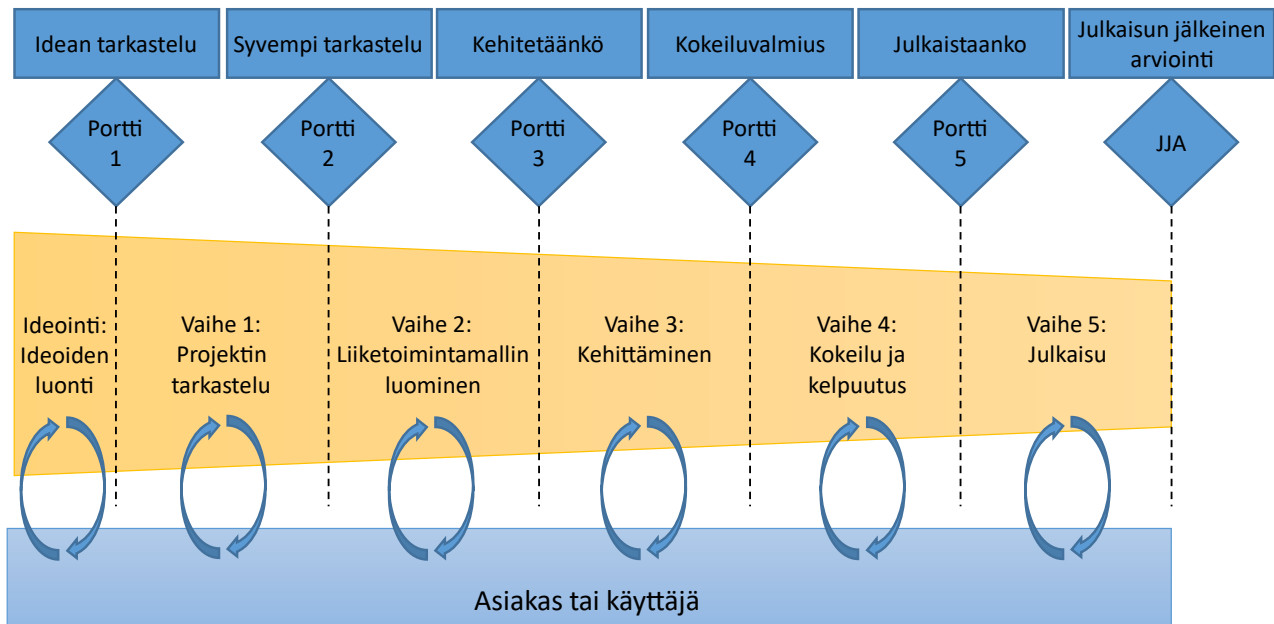 Idean tarkastelu
Syvempi tarkastelu
Kehitetäänkö
Kokeiluvalmius
Julkaistaanko
Julkaisun jälkeinen
arviointi
Portti
1
Portti
2
Portti
3
Portti
4
Portti
5
JJA
Ideointi:
Ideoiden
luonti
Vaihe 1:
Projektin
tarkastelu
Vaihe 2:
Liiketoimintamallin
luominen
Vaihe 3:
Kehittäminen
Vaihe 4:
Kokeilu ja
kelpuutus
Vaihe 5:
Julkaisu
Asiakas tai käyttäjä